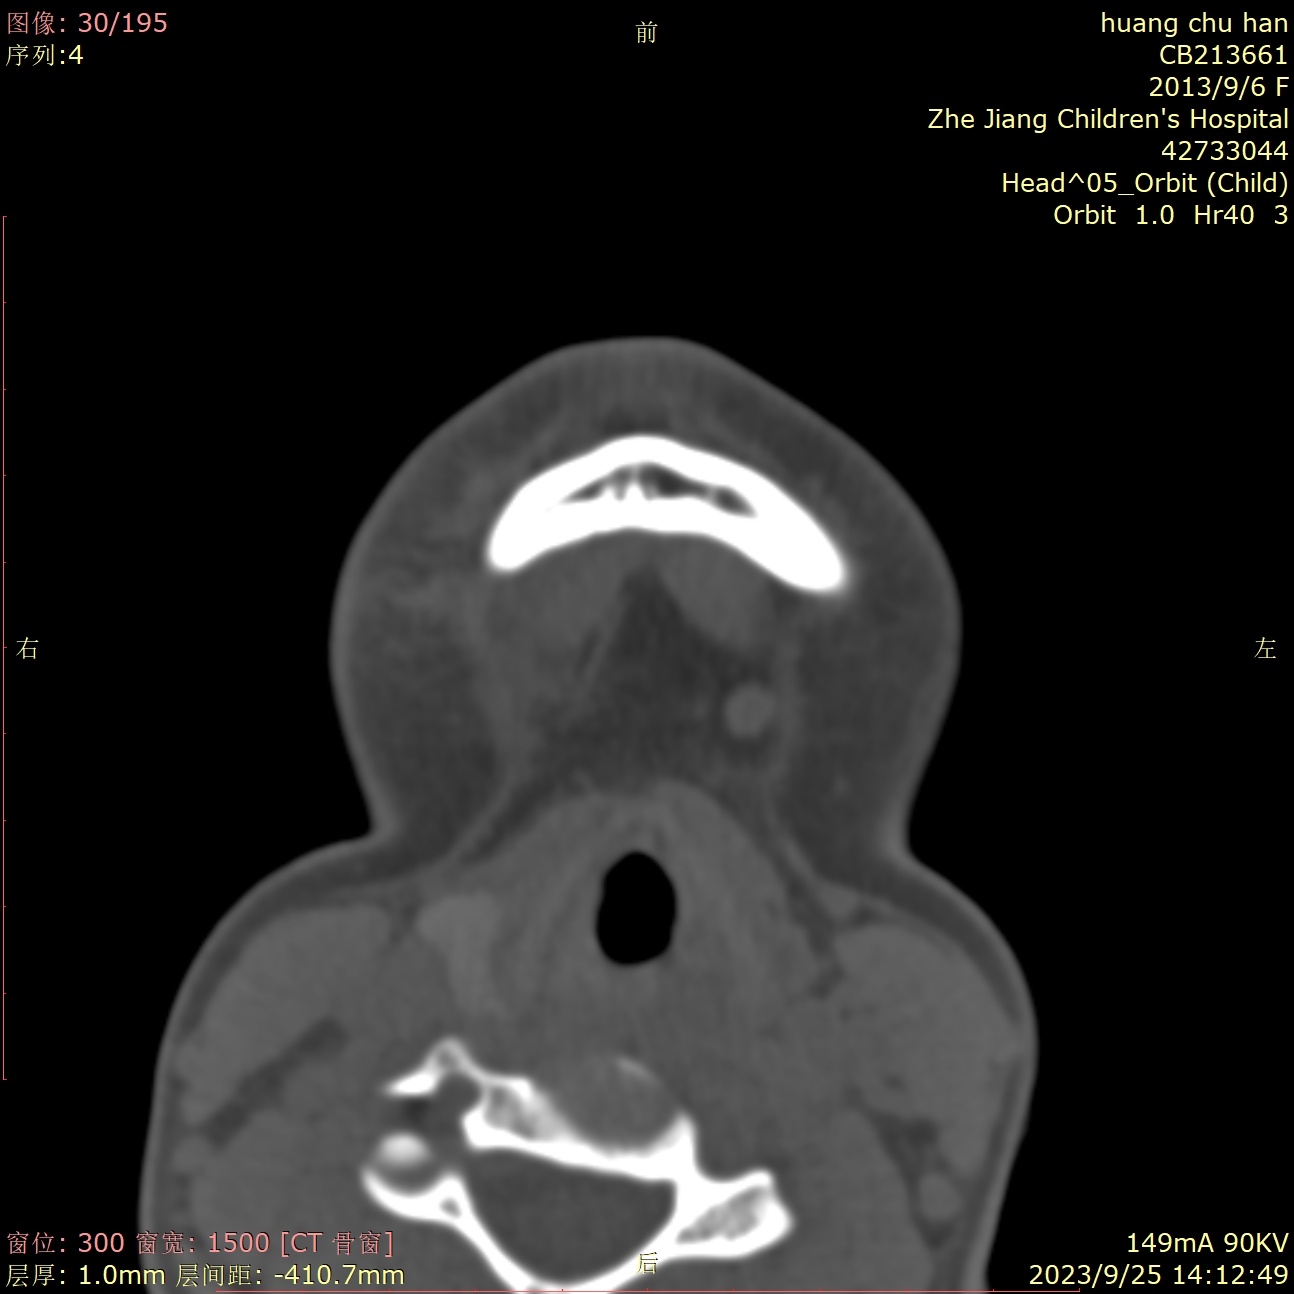 图像: 30/195
序列:4
前
huang chu han
CB213661
2013/9/6 F
Zhe Jiang Children's Hospital
42733044
Head^05_Orbit (Child)
Orbit 1.0 Hr40 3
右
左
窗位: 300 窗宽: 1500 [CT 骨窗]
层厚: 1.0mm 层间距: -410.7mm
后
149mA 90KV
2023/9/25 14:12:49